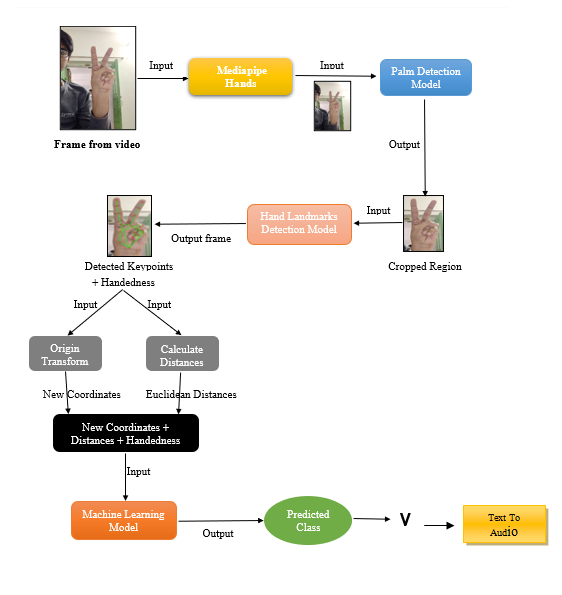 Input
Mediapipe
Hands
Input
Palm Detection
Model
Frame from video
Output
Hand Landmarks
Detection Model
Input
Output frame
Cropped Region
Detected Keypoints
+ Handedness
Input
Input
Origin
Transform
Calculate
Distances
New Coordinates
Euclidean Distances
New Coordinates +
Distances + Handedness
Input
Machine Learning
Model
Output
Predicted
Class
V
Text To
Audio